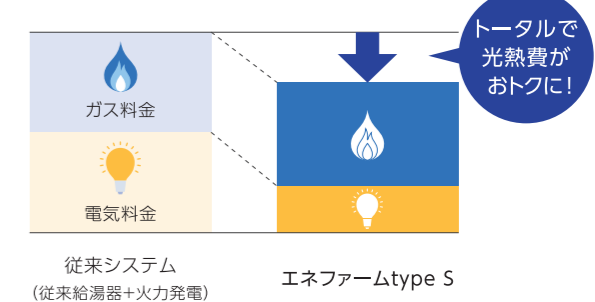 トータルで
光熱費が
おトクに!
ガス料金
電気料金
従来システム
(従来給湯器+火力発電)
エネファームtype S